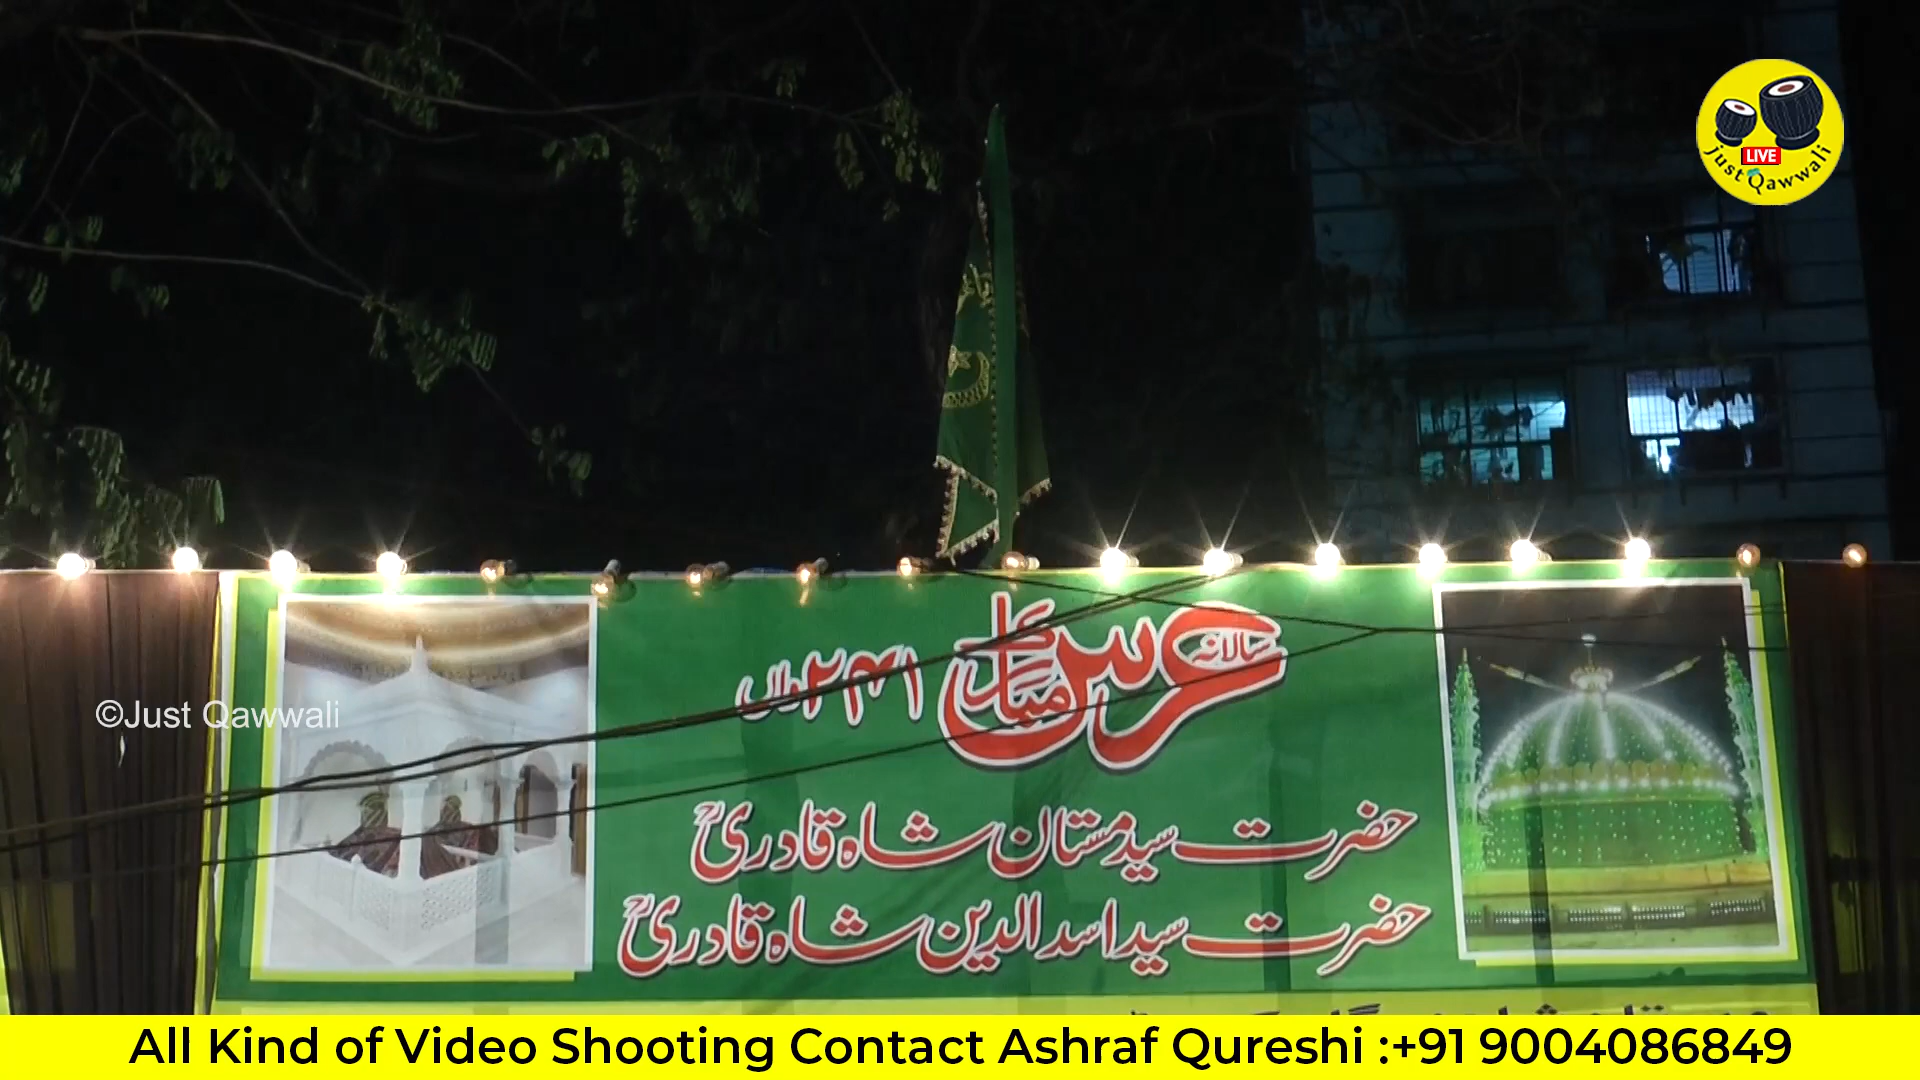 LIVE
just Qawwali
سالانہ
عرس مبارک
۲۴۱ واں
©Just Qawwali
حضرت سید مستان شاہ قادریؒ
حضرت سید اسد الدین شاہ قادریؒ
All Kind of Video Shooting Contact Ashraf Qureshi :+91 9004086849